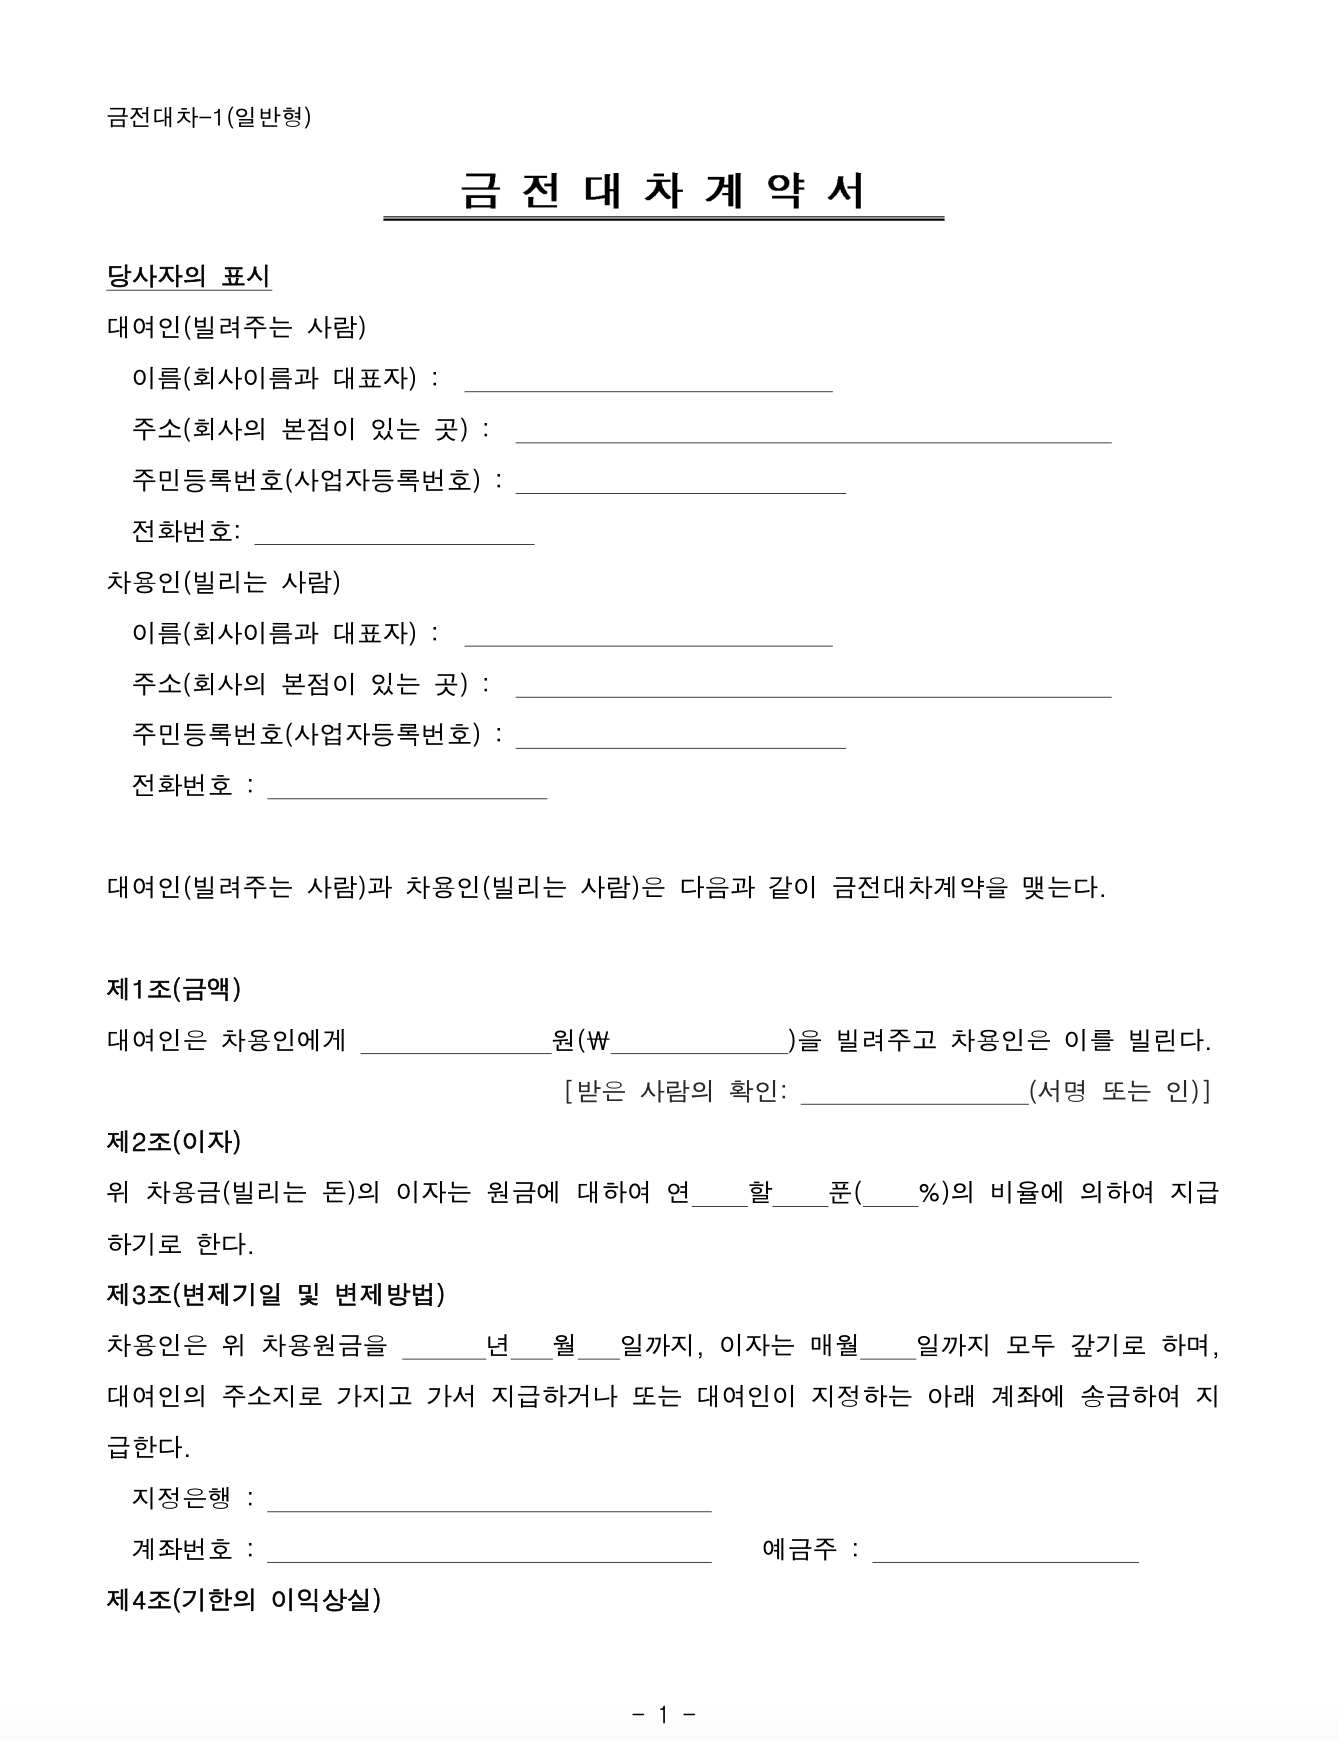 금전대차-1(일반형)
금 전 대 차 계 약 서
당사자의 표시
대여인(빌려주는 사람)
이름(회사이름과 대표자) : ____________________
주소(회사의 본점이 있는 곳) : ____________________
주민등록번호(사업자등록번호) : ____________________
전화번호: ____________________
차용인(빌리는 사람)
이름(회사이름과 대표자) : ____________________
주소(회사의 본점이 있는 곳) : ____________________
주민등록번호(사업자등록번호) : ____________________
전화번호 : ____________________
대여인(빌려주는 사람)과 차용인(빌리는 사람)은 다음과 같이 금전대차계약을 맺는다.
제1조(금액)
대여인은 차용인에게 ______________원(₩_____________)을 빌려주고 차용인은 이를 빌린다.
[받은 사람의 확인: ________________(서명 또는 인)]
제2조(이자)
위 차용금(빌리는 돈)의 이자는 원금에 대하여 연____할____푼(____%)의 비율에 의하여 지급
하기로 한다.
제3조(변제기일 및 변제방법)
차용인은 위 차용원금을 ______년___월___일까지, 이자는 매월____일까지 모두 갚기로 하며,
대여인의 주소지로 가지고 가서 지급하거나 또는 대여인이 지정하는 아래 계좌에 송금하여 지
급한다.
지정은행 : ____________________
계좌번호 : ____________________ 예금주 : ____________________
제4조(기한의 이익상실)
- 1 -